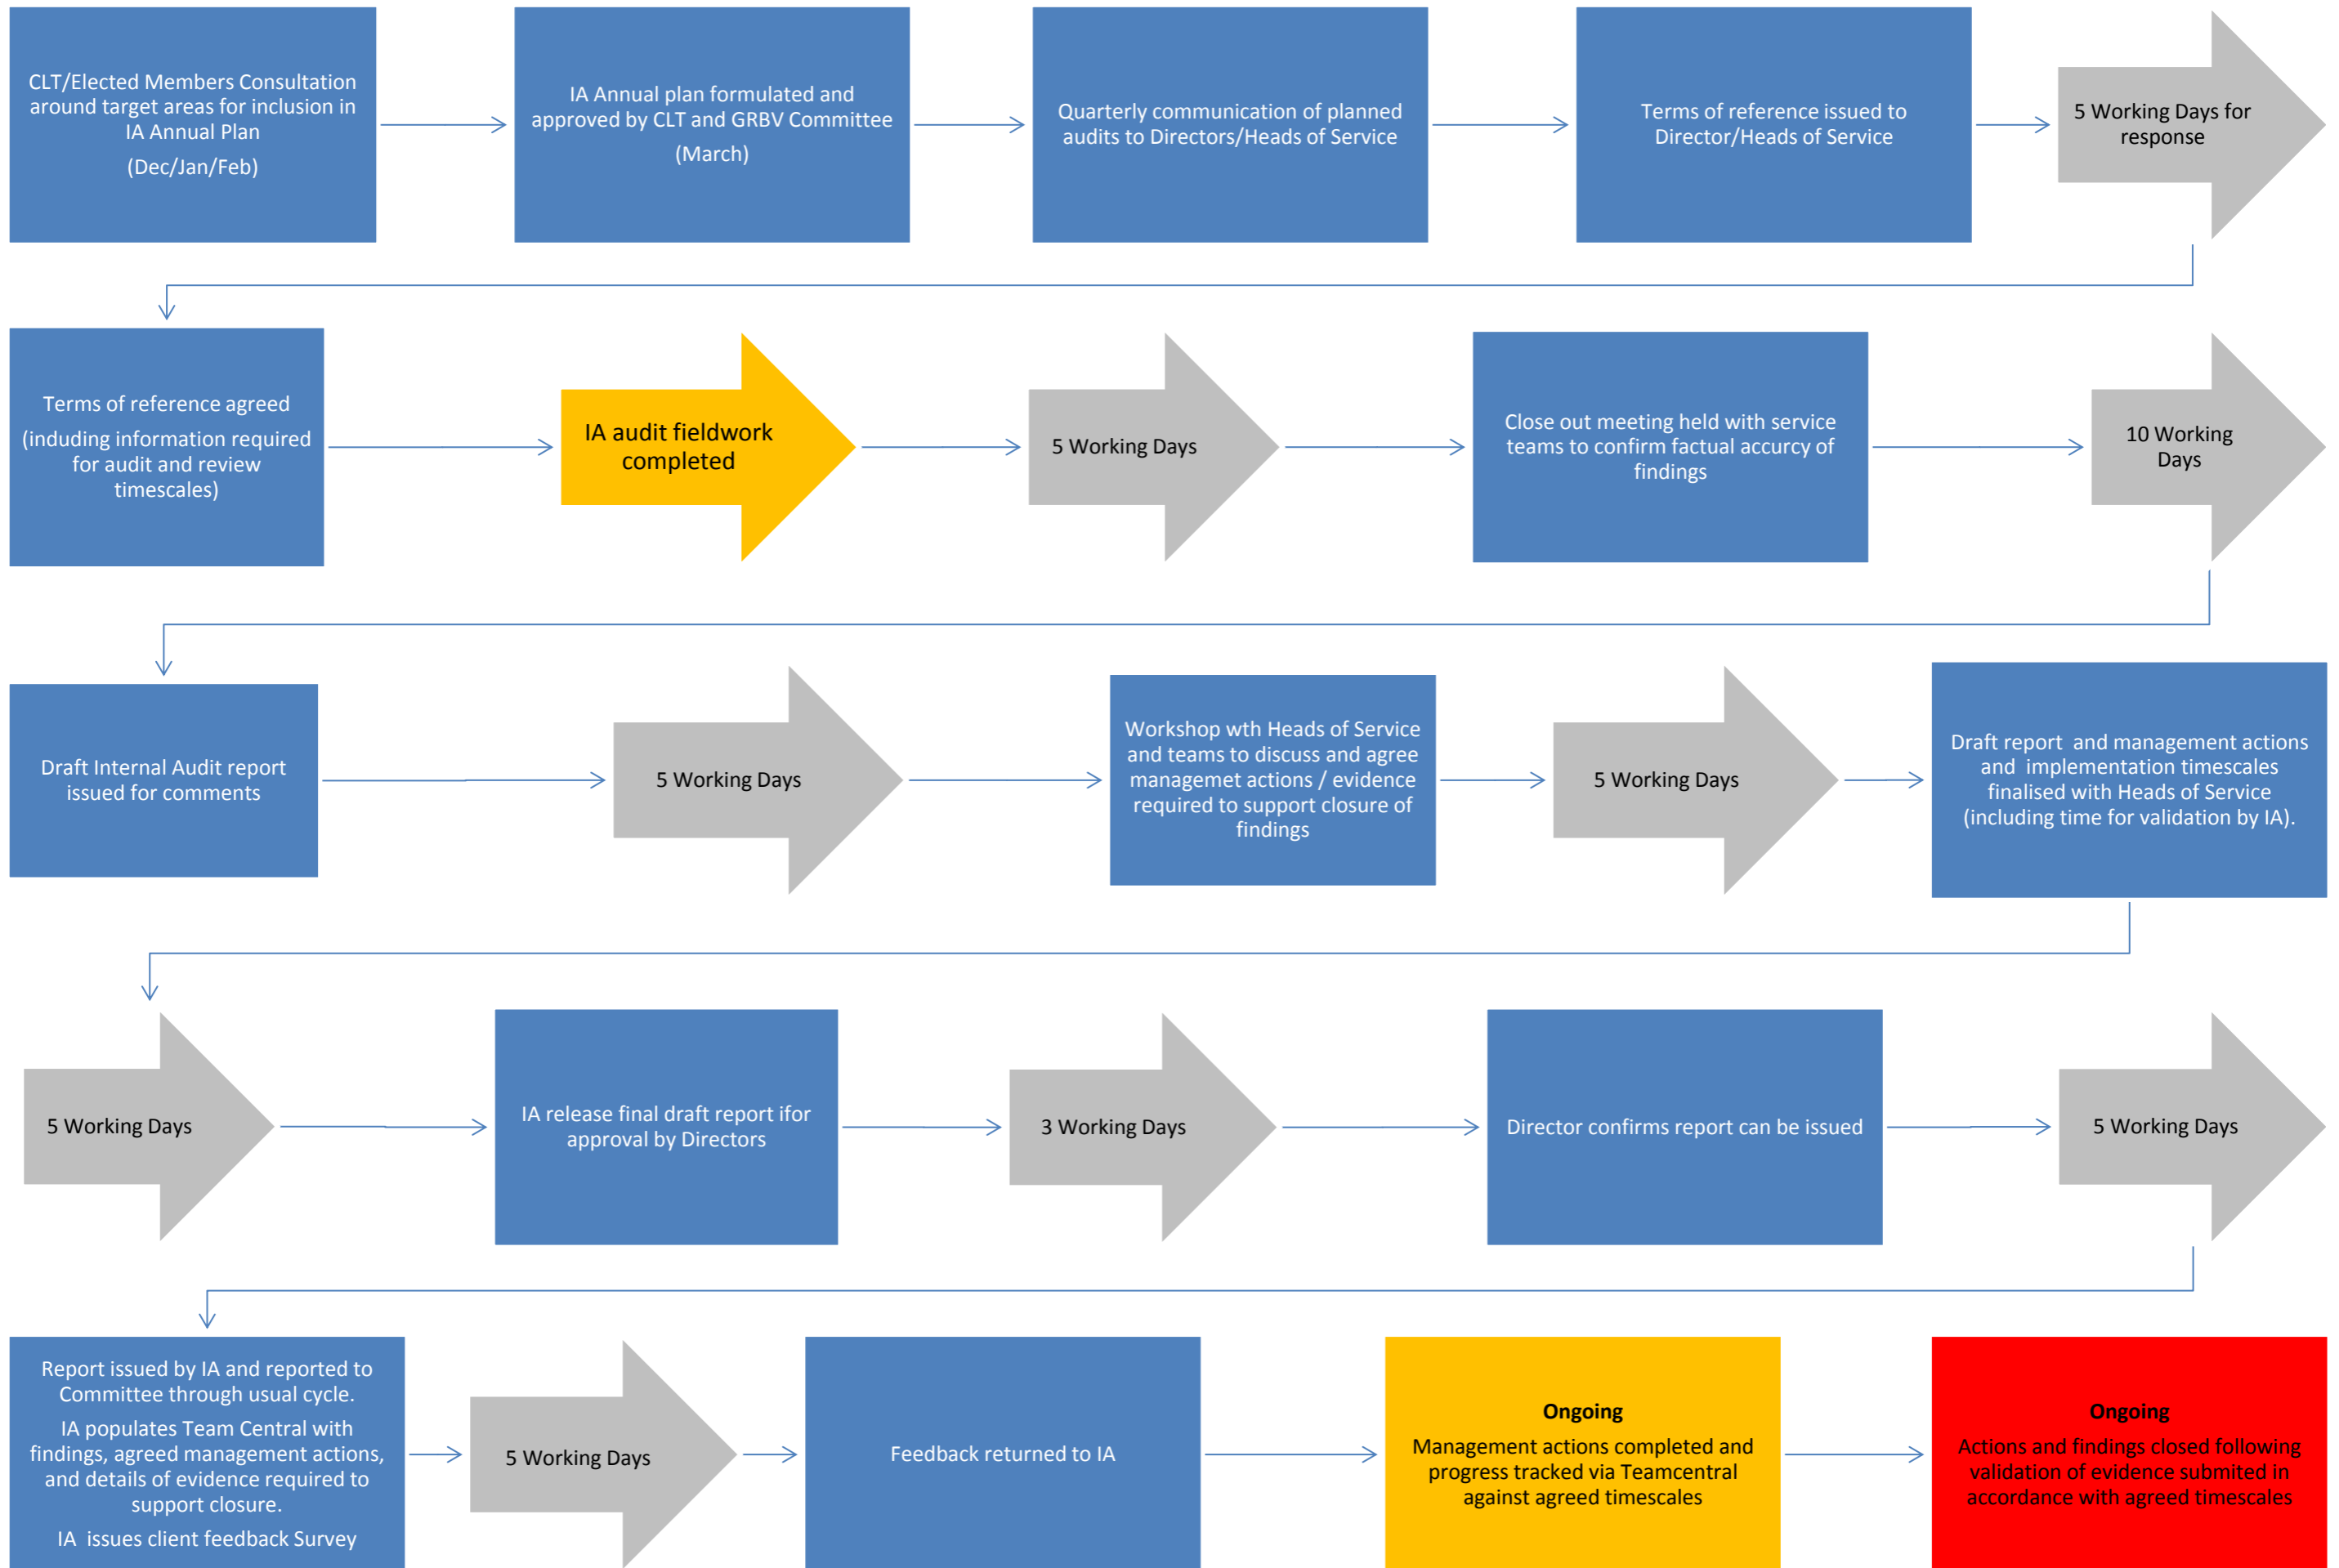 CLT/Elected Members Consultation
around target areas for inclusion in
IA Annual Plan
(Dec/Jan/Feb)
IA Annual plan formulated and
approved by CLT and GRBV Committee
(March)
Quarterly communication of planned
audits to Directors/Heads of Service
Terms of reference issued to
Director/Heads of Service
5 Working Days for
response
Terms of reference agreed
(induding information required
for audit and review
timescales)
IA audit fieldwork
completed
5 Working Days
Close out meeting held with service
teams to confirm factual accurcy of
findings
10 Working
Days
Draft Internal Audit report
issued for comments
5 Working Days
Workshop wth Heads of Service
and teams to discuss and agree
managemet actions / evidence
required to support closure of
findings
5 Working Days
Draft report and management actions
and implementation timescales
finalised with Heads of Service
(including time for validation by IA).
5 Working Days
IA release final draft report ifor
approval by Directors
3 Working Days
Director confirms report can be issued
5 Working Days
Report issued by IA and reported to
Committee through usual cycle.
IA populates Team Central with
findings, agreed management actions,
and details of evidence required to
support closure.
IA issues client feedback Survey
5 Working Days
Feedback returned to IA
Ongoing
Management actions completed and
progress tracked via Teamcentral
against agreed timescales
Ongoing
Actions and findings closed following
validation of evidence submited in
accordance with agreed timescales